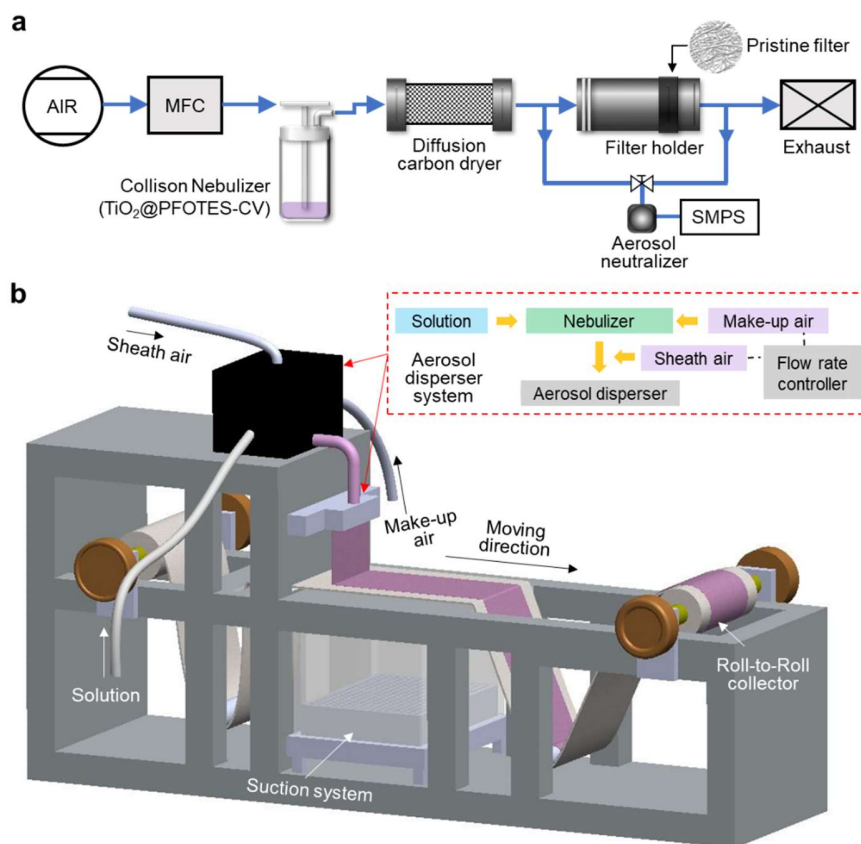 a
Pristine filter
AIR
MFC
Collison Nebulizer
(TiO₂@PFOTES-CV)
Diffusion
carbon dryer
Filter holder
Exhaust
Aerosol
neutralizer
SMPS
b
Sheath air
Solution
Nebulizer
Make-up air
Aerosol
disperser
system
Sheath air
Flow rate
controller
Aerosol disperser
Make-up
air
Moving
direction
Solution
Suction system
Roll-to-Roll
collector